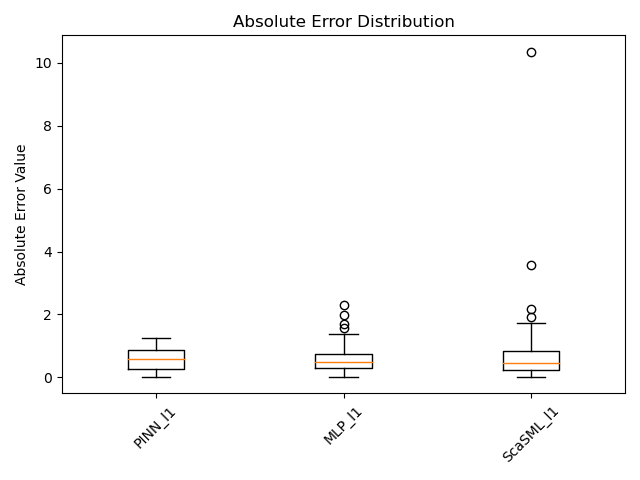 Absolute Error Distribution
Absolute Error Value
10
8
6
4
2
0
PINN_l1
MLP_l1
ScaSML_l1